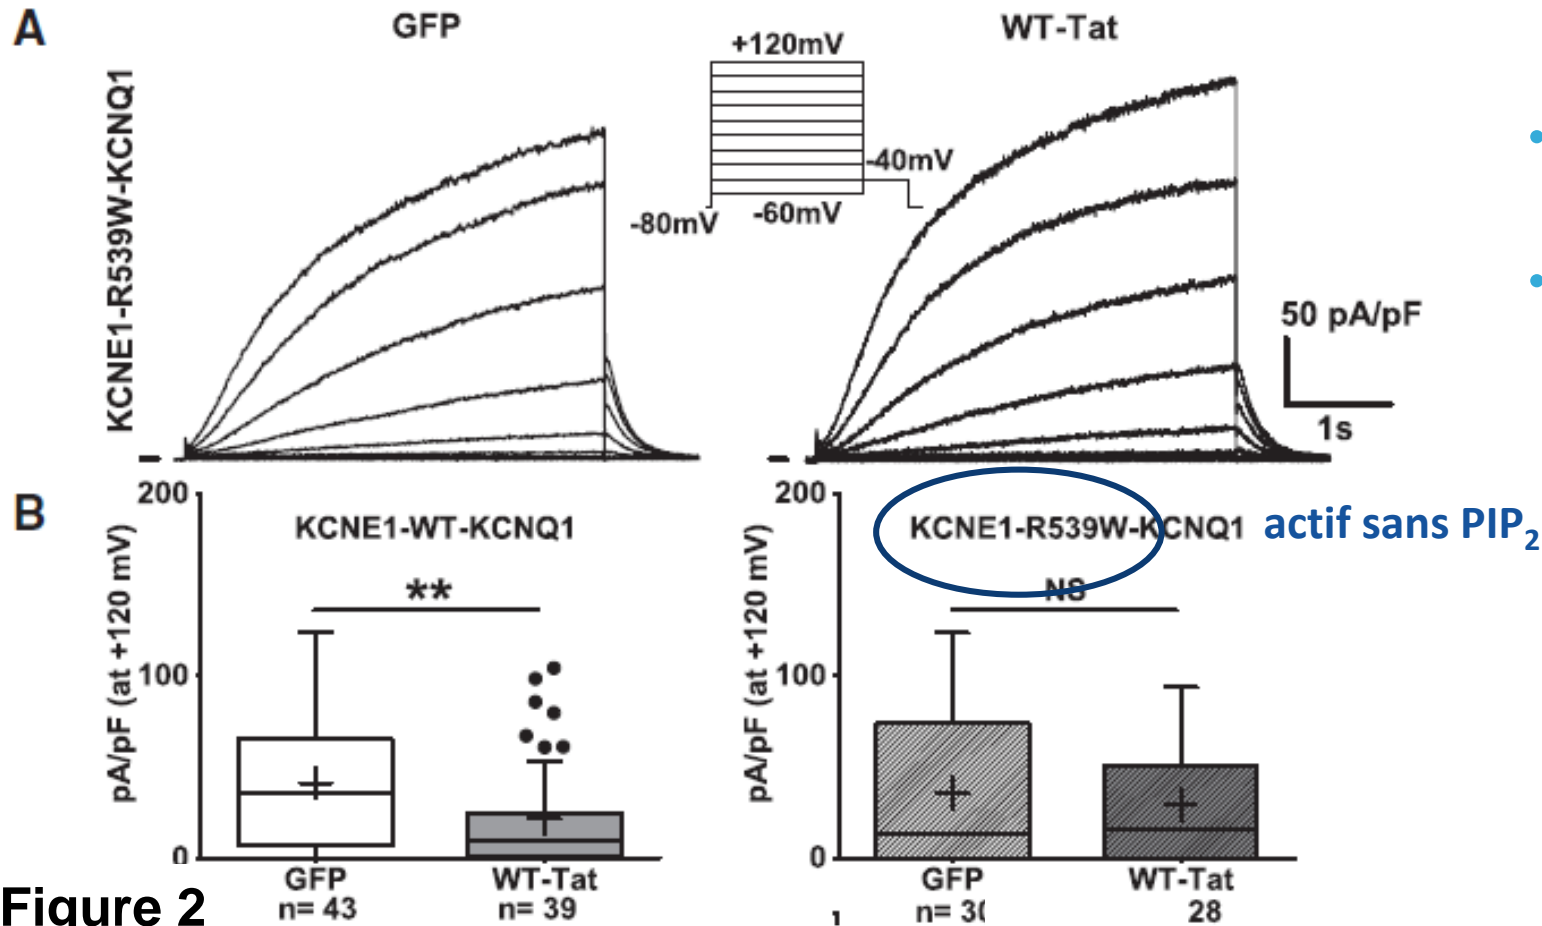 A
GFP
WT-Tat
KCNE1-R539W-KCNQ1
+120mV
-40mV
-80mV
-60mV
50 pA/pF
1s
B
pA/pF (at +120 mV)
200
100
0
KCNE1-WT-KCNQ1
**
GFP
WT-Tat
n= 43
n= 39
pA/pF (at +120 mV)
200
100
0
KCNE1-R539W-KCNQ1
actif sans PIP₂
NS
GFP
WT-Tat
n= 30
28
Figure 2